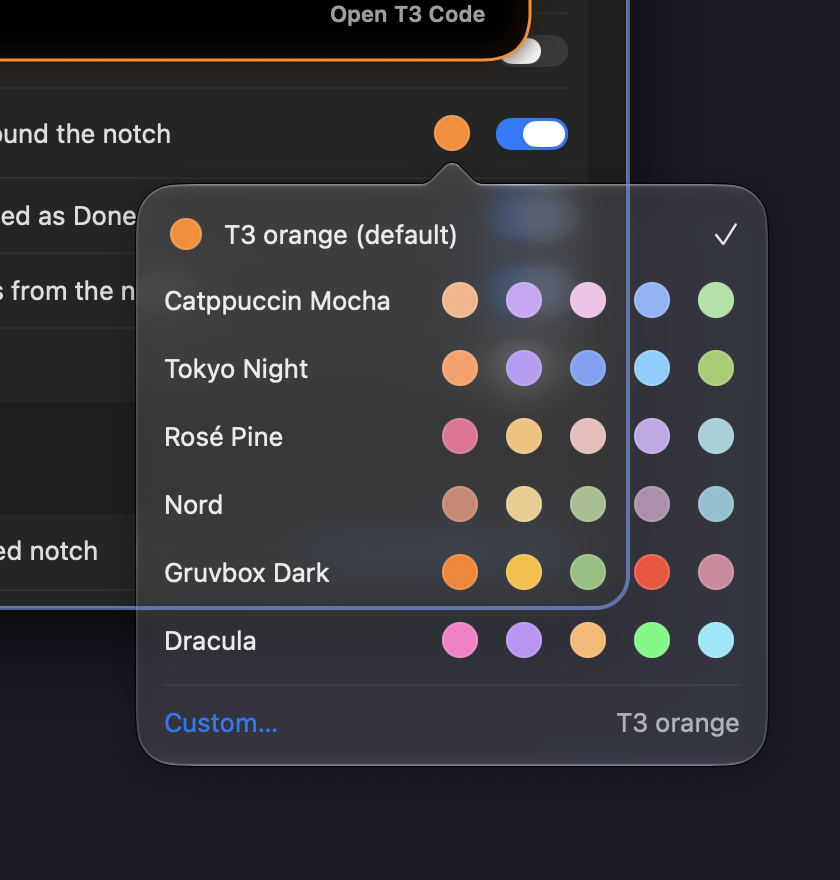 Open T3 Code
ound the notch
ed as Done
T3 orange (default)
s from the n
Catppuccin Mocha
Tokyo Night
Rosé Pine
Nord
ed notch
Gruvbox Dark
Dracula
Custom...
T3 orange